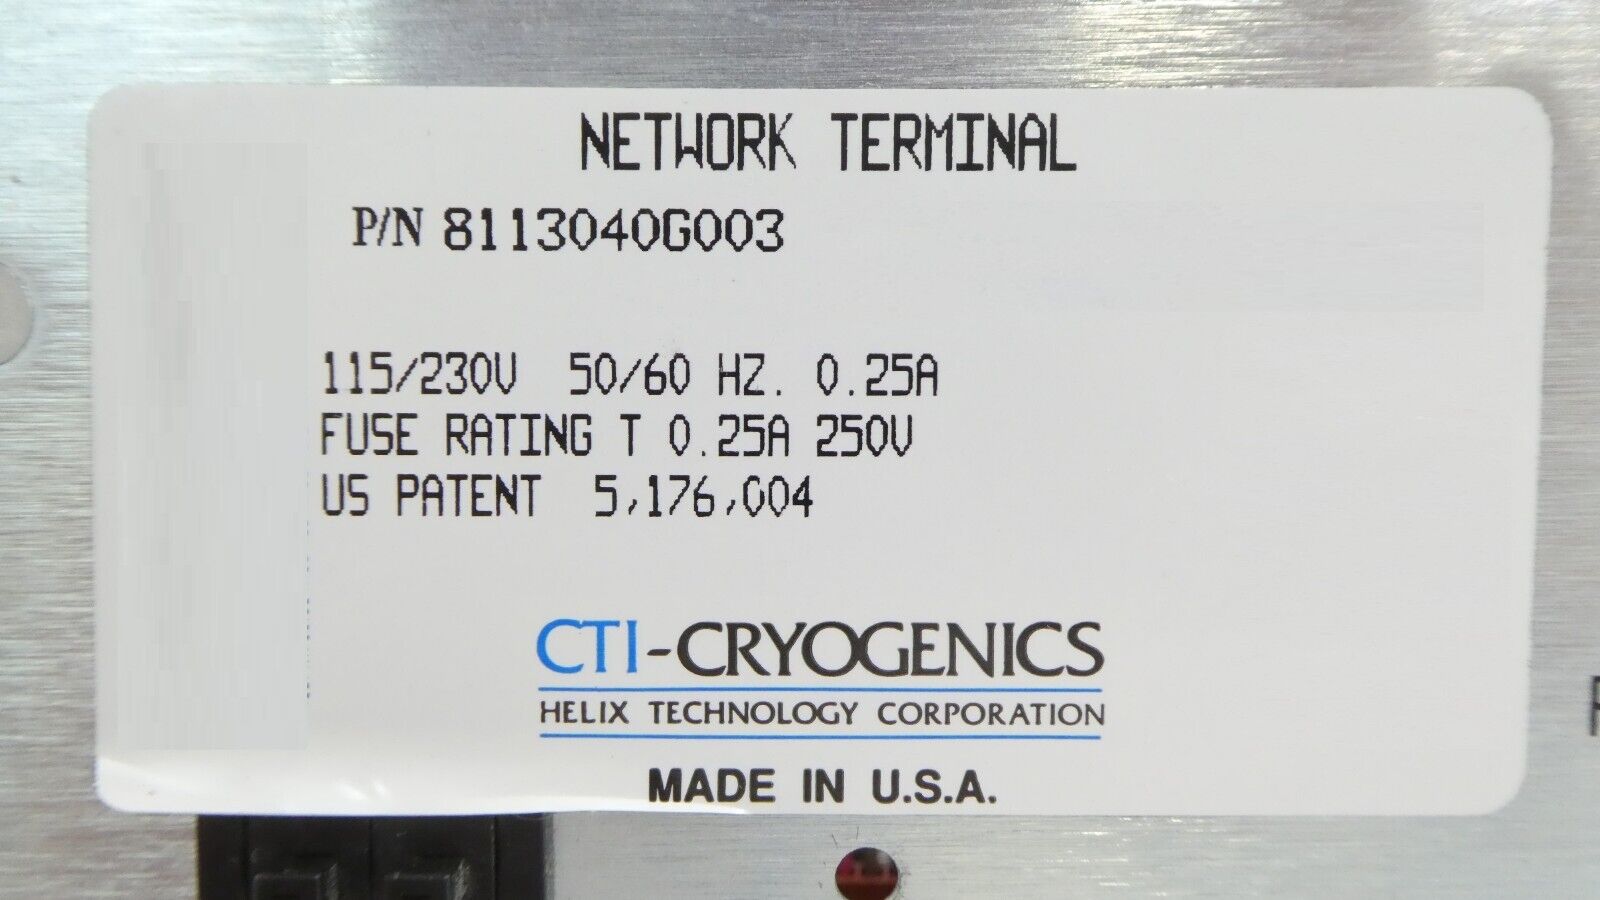 NETWORK TERMINAL
P/N 8113040G003
115/230V 50/60 HZ. 0.25A
FUSE RATING T 0.25A 250V
US PATENT 5,176,004
CTI-CRYOGENICS
HELIX TECHNOLOGY CORPORATION
MADE IN U.S.A.